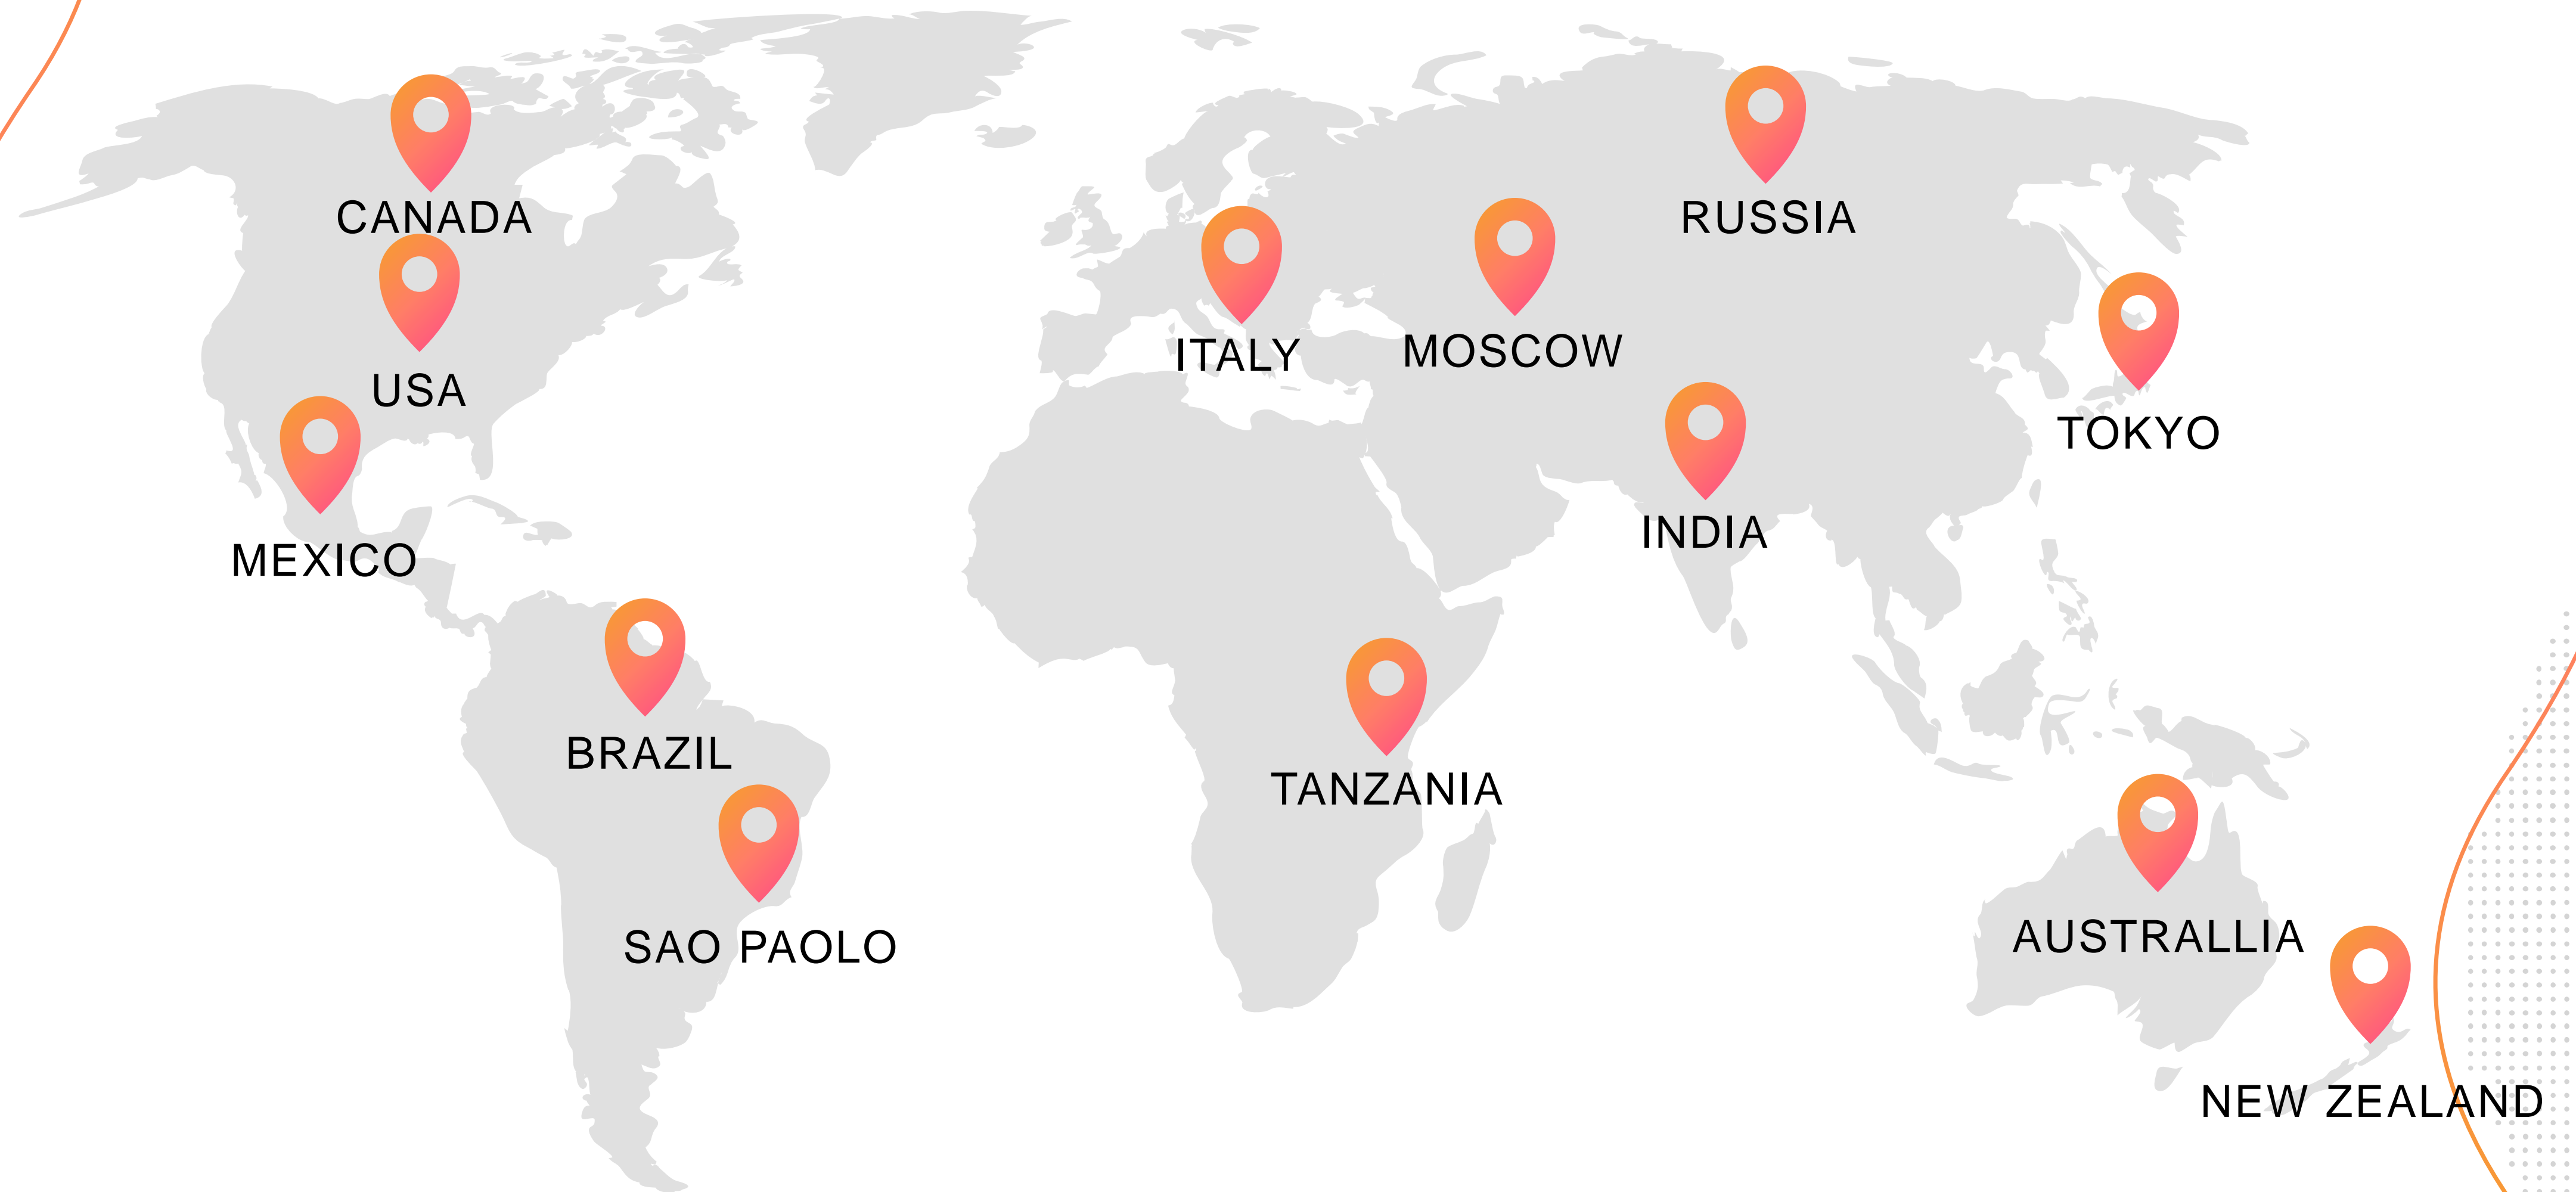 CANADA
RUSSIA
USA
ITALY
MOSCOW
TOKYO
MEXICO
INDIA
BRAZIL
TANZANIA
SAO PAOLO
AUSTRALLIA
NEW ZEALAND